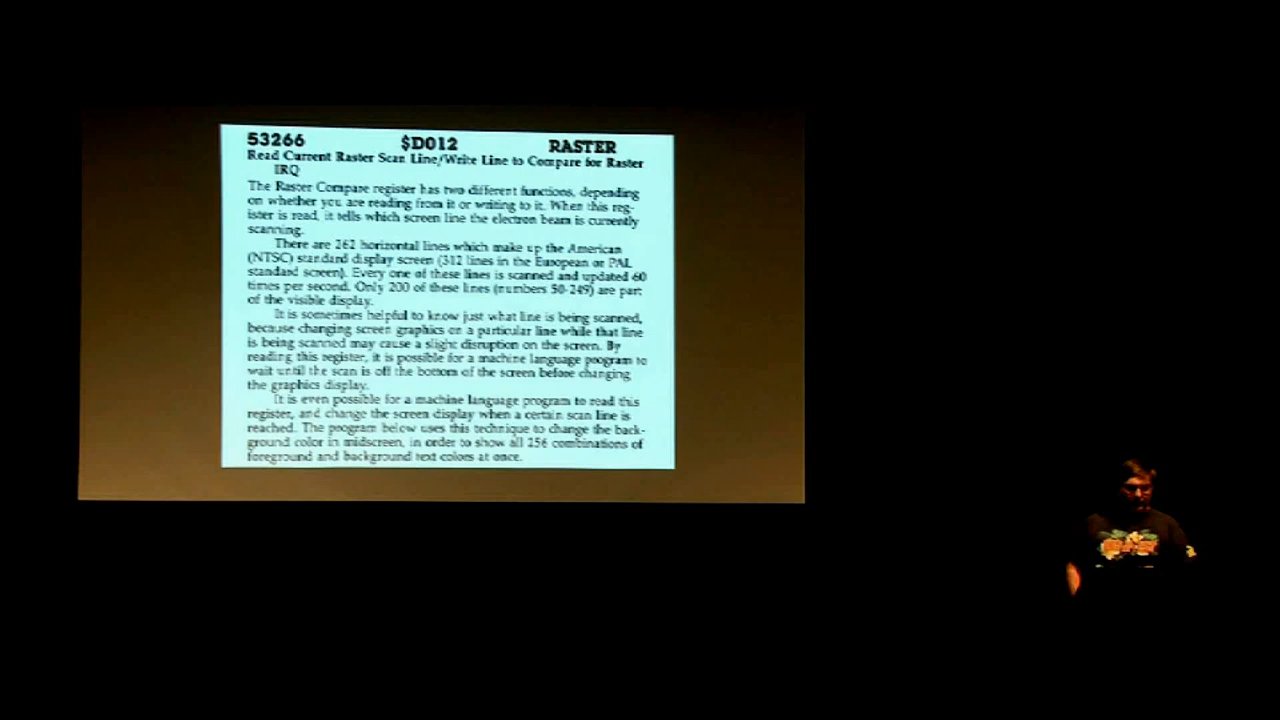 53266 $D012 RASTER
Read Current Raster Scan Line/Write Line to Compare for Raster
IRQ
The Raster Compare register has two different functions, depending
on whether you are reading from it or writing to it. When this reg-
ister is read, it tells which screen line the electron beam is currently
scanning.
There are 262 horizontal lines which make up the American
(NTSC) standard display screen (312 lines in the European or PAL
standard screen). Every one of these lines is scanned and updated 60
times per second. Only 200 of these lines (numbers 50-249) are part
of the visible display.
It is sometimes helpful to know just what line is being scanned,
because changing screen graphics on a particular line while that line
is being scanned may cause a slight disruption on the screen. By
reading this register, it is possible for a machine language program to
wait until the scan is off the bottom of the screen before changing
the graphics display.
It is even possible for a machine language program to read this
register, and change the screen display when a certain scan line is
reached. The program below uses this technique to change the back-
ground color in midscreen, in order to show all 256 combinations of
foreground and background text colors at once.